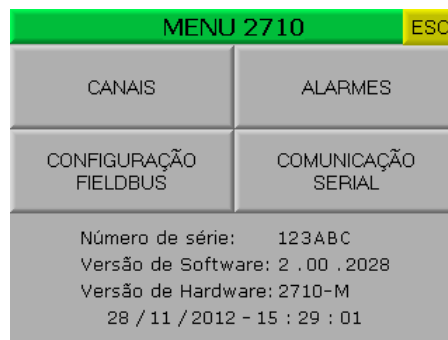 MENU 2710 ESC
CANAIS ALARMES
CONFIGURAÇÃO COMUNICAÇÃO
FIELDBUS SERIAL
Número de série: 123ABC
Versão de Software: 2 . 00 . 2028
Versão de Hardware: 2710-M
28 / 11 / 2012 - 15 : 29 : 01